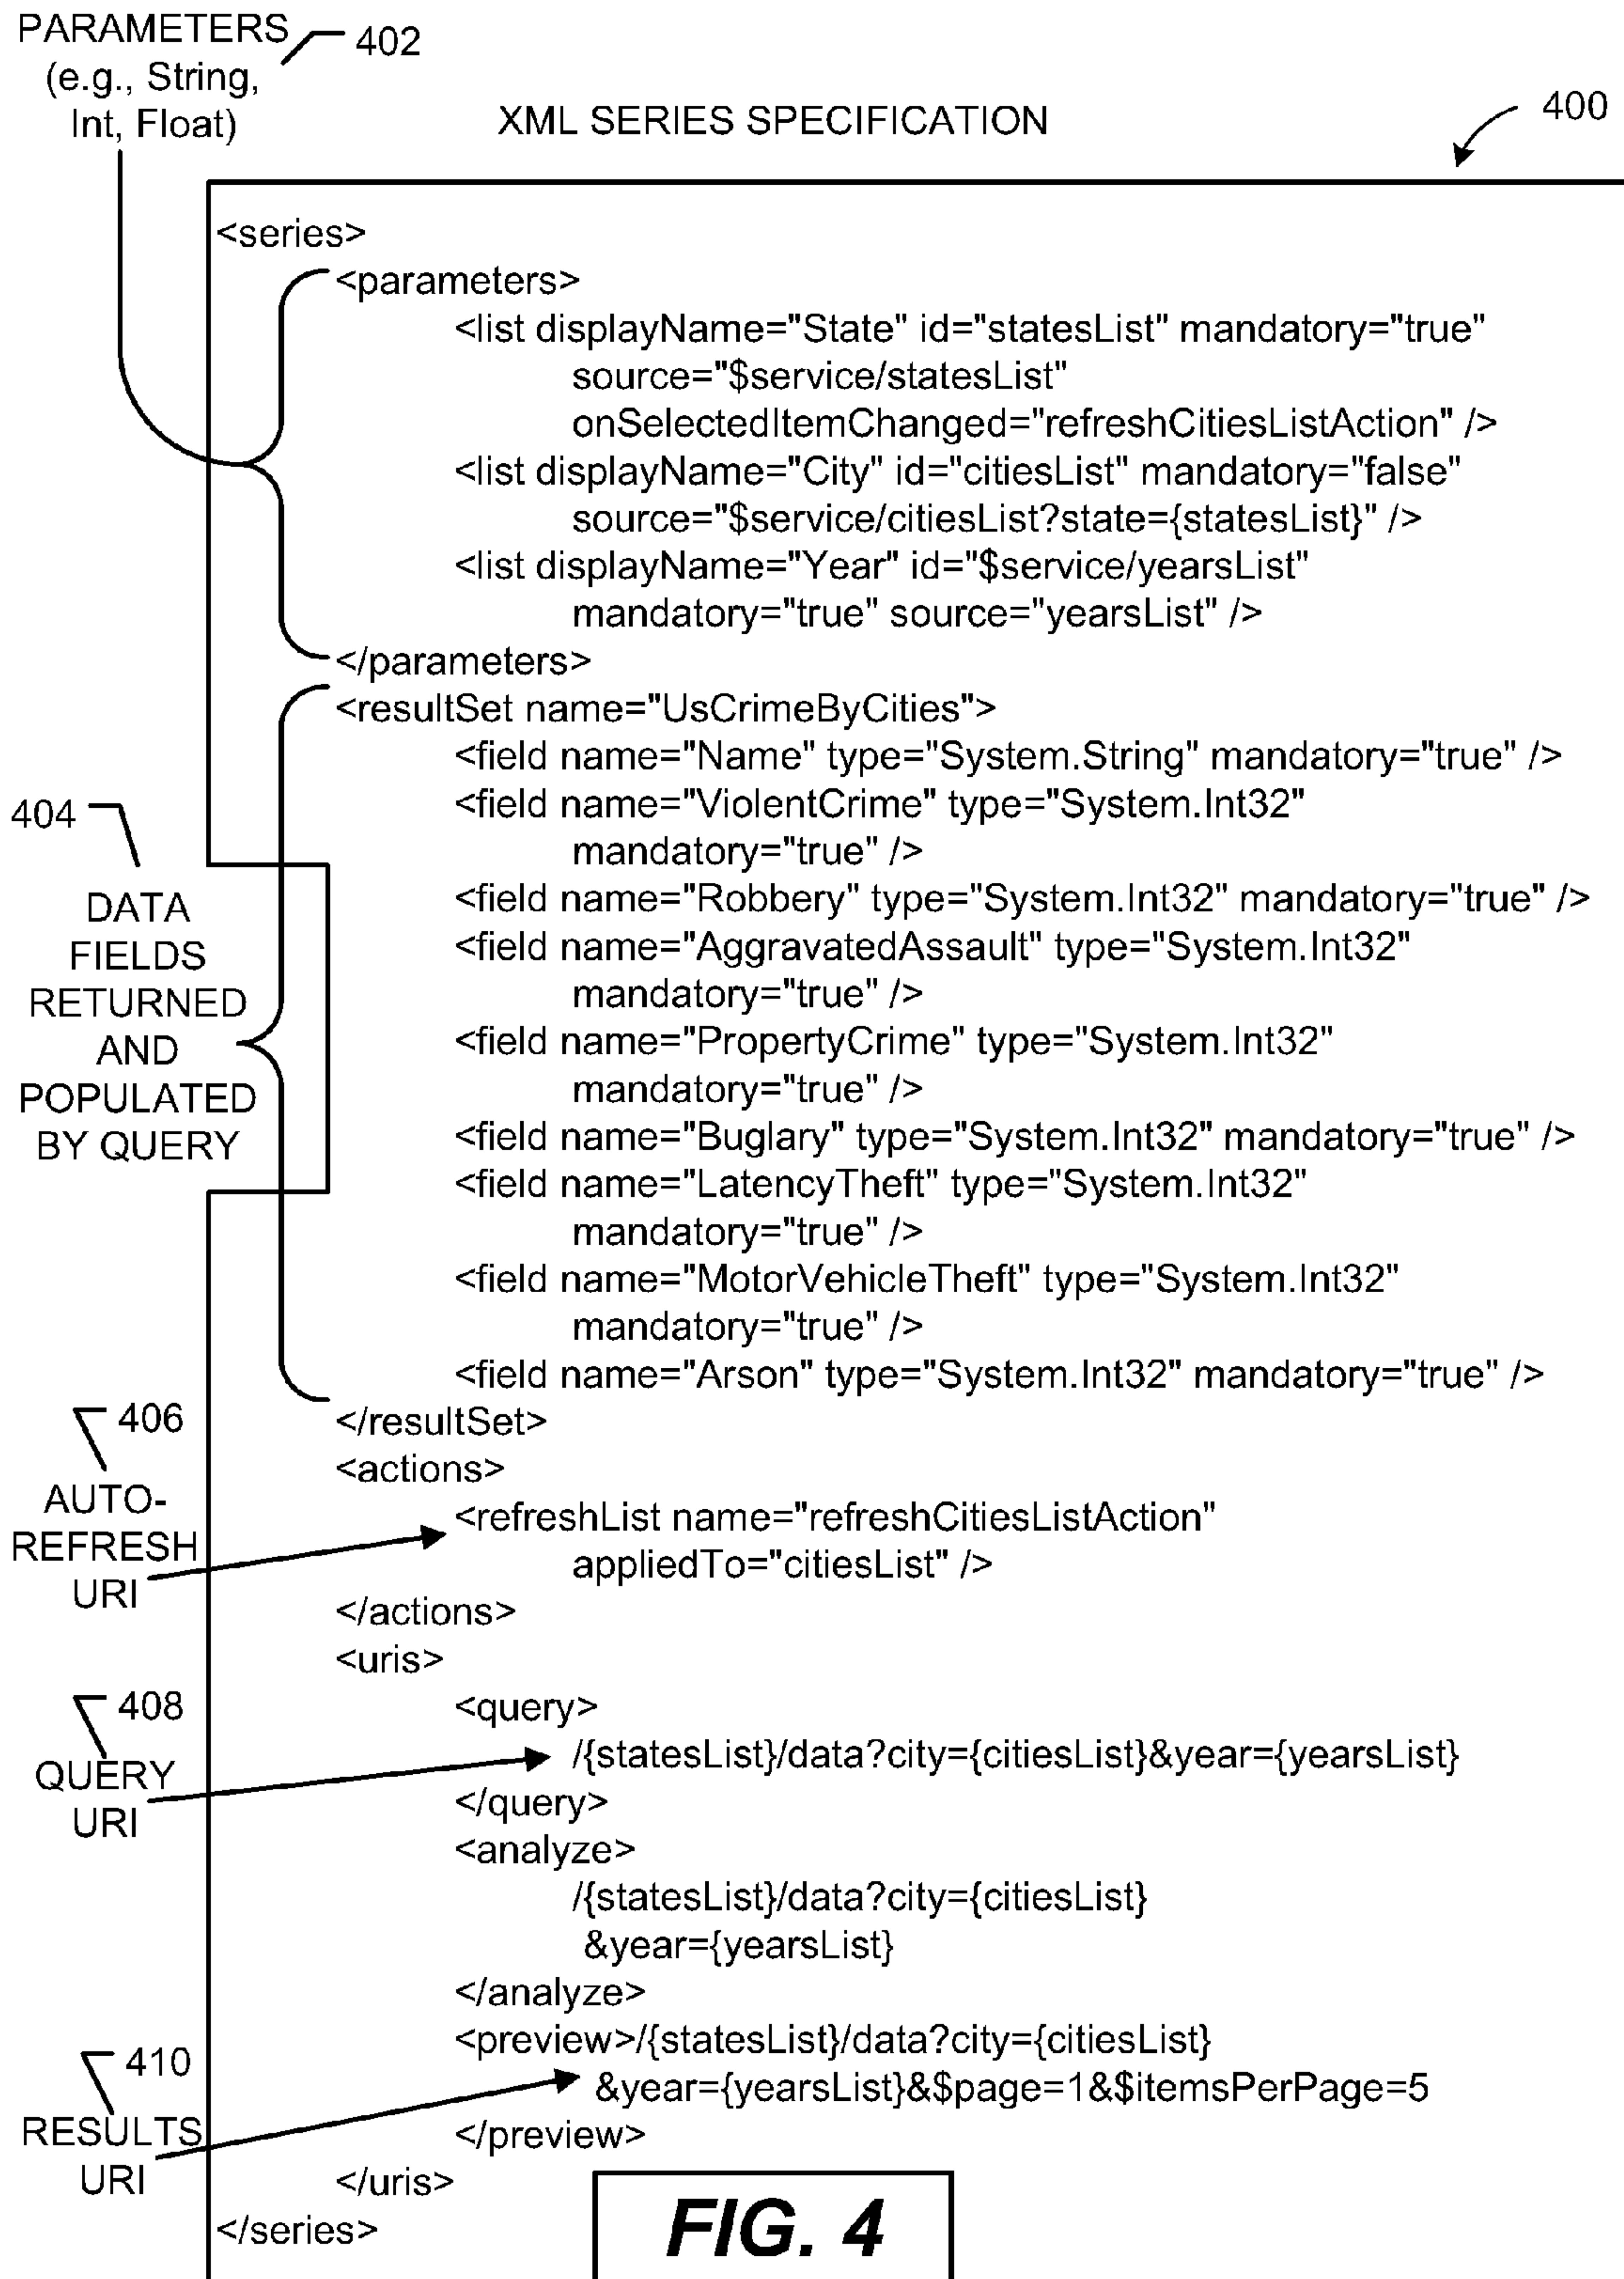 PARAMETERS
(e.g., String,
Int, Float)
402
XML SERIES SPECIFICATION
400
<series>
<parameters>
<list displayName="State" id="statesList" mandatory="true"
source="$service/statesList"
onSelectedItemChanged="refreshCitiesListAction" />
<list displayName="City" id="citiesList" mandatory="false"
source="$service/citiesList?state={statesList}" />
<list displayName="Year" id="$service/yearsList"
mandatory="true" source="yearsList" />
</parameters>
<resultSet name="UsCrimeByCities">
<field name="Name" type="System.String" mandatory="true" />
<field name="ViolentCrime" type="System.Int32"
mandatory="true" />
<field name="Robbery" type="System.Int32" mandatory="true" />
<field name="AggravatedAssault" type="System.Int32"
mandatory="true" />
<field name="PropertyCrime" type="System.Int32"
mandatory="true" />
<field name="Buglary" type="System.Int32" mandatory="true" />
<field name="LatencyTheft" type="System.Int32"
mandatory="true" />
<field name="MotorVehicleTheft" type="System.Int32"
mandatory="true" />
<field name="Arson" type="System.Int32" mandatory="true" />
</resultSet>
404
DATA
FIELDS
RETURNED
AND
POPULATED
BY QUERY
<actions>
<refreshList name="refreshCitiesListAction"
appliedTo="citiesList" />
</actions>
406
AUTO-
REFRESH
URI
<uris>
<query>
/{statesList}/data?city={citiesList}&year={yearsList}
</query>
408
QUERY
URI
<analyze>
/{statesList}/data?city={citiesList}
&year={yearsList}
</analyze>
<preview>/{statesList}/data?city={citiesList}
&year={yearsList}&$page=1&$itemsPerPage=5
</preview>
410
RESULTS
URI
</uris>
</series>
FIG. 4